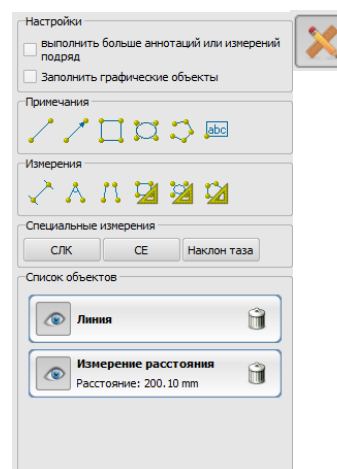 Настройки
выполнить больше аннотаций или измерений
подряд
Заполнить графические объекты
Примечания
abc
Измерения
Специальные измерения
СЛК СЕ Наклон таза
Список объектов
Линия
Измерение расстояния
Расстояние: 200.10 mm